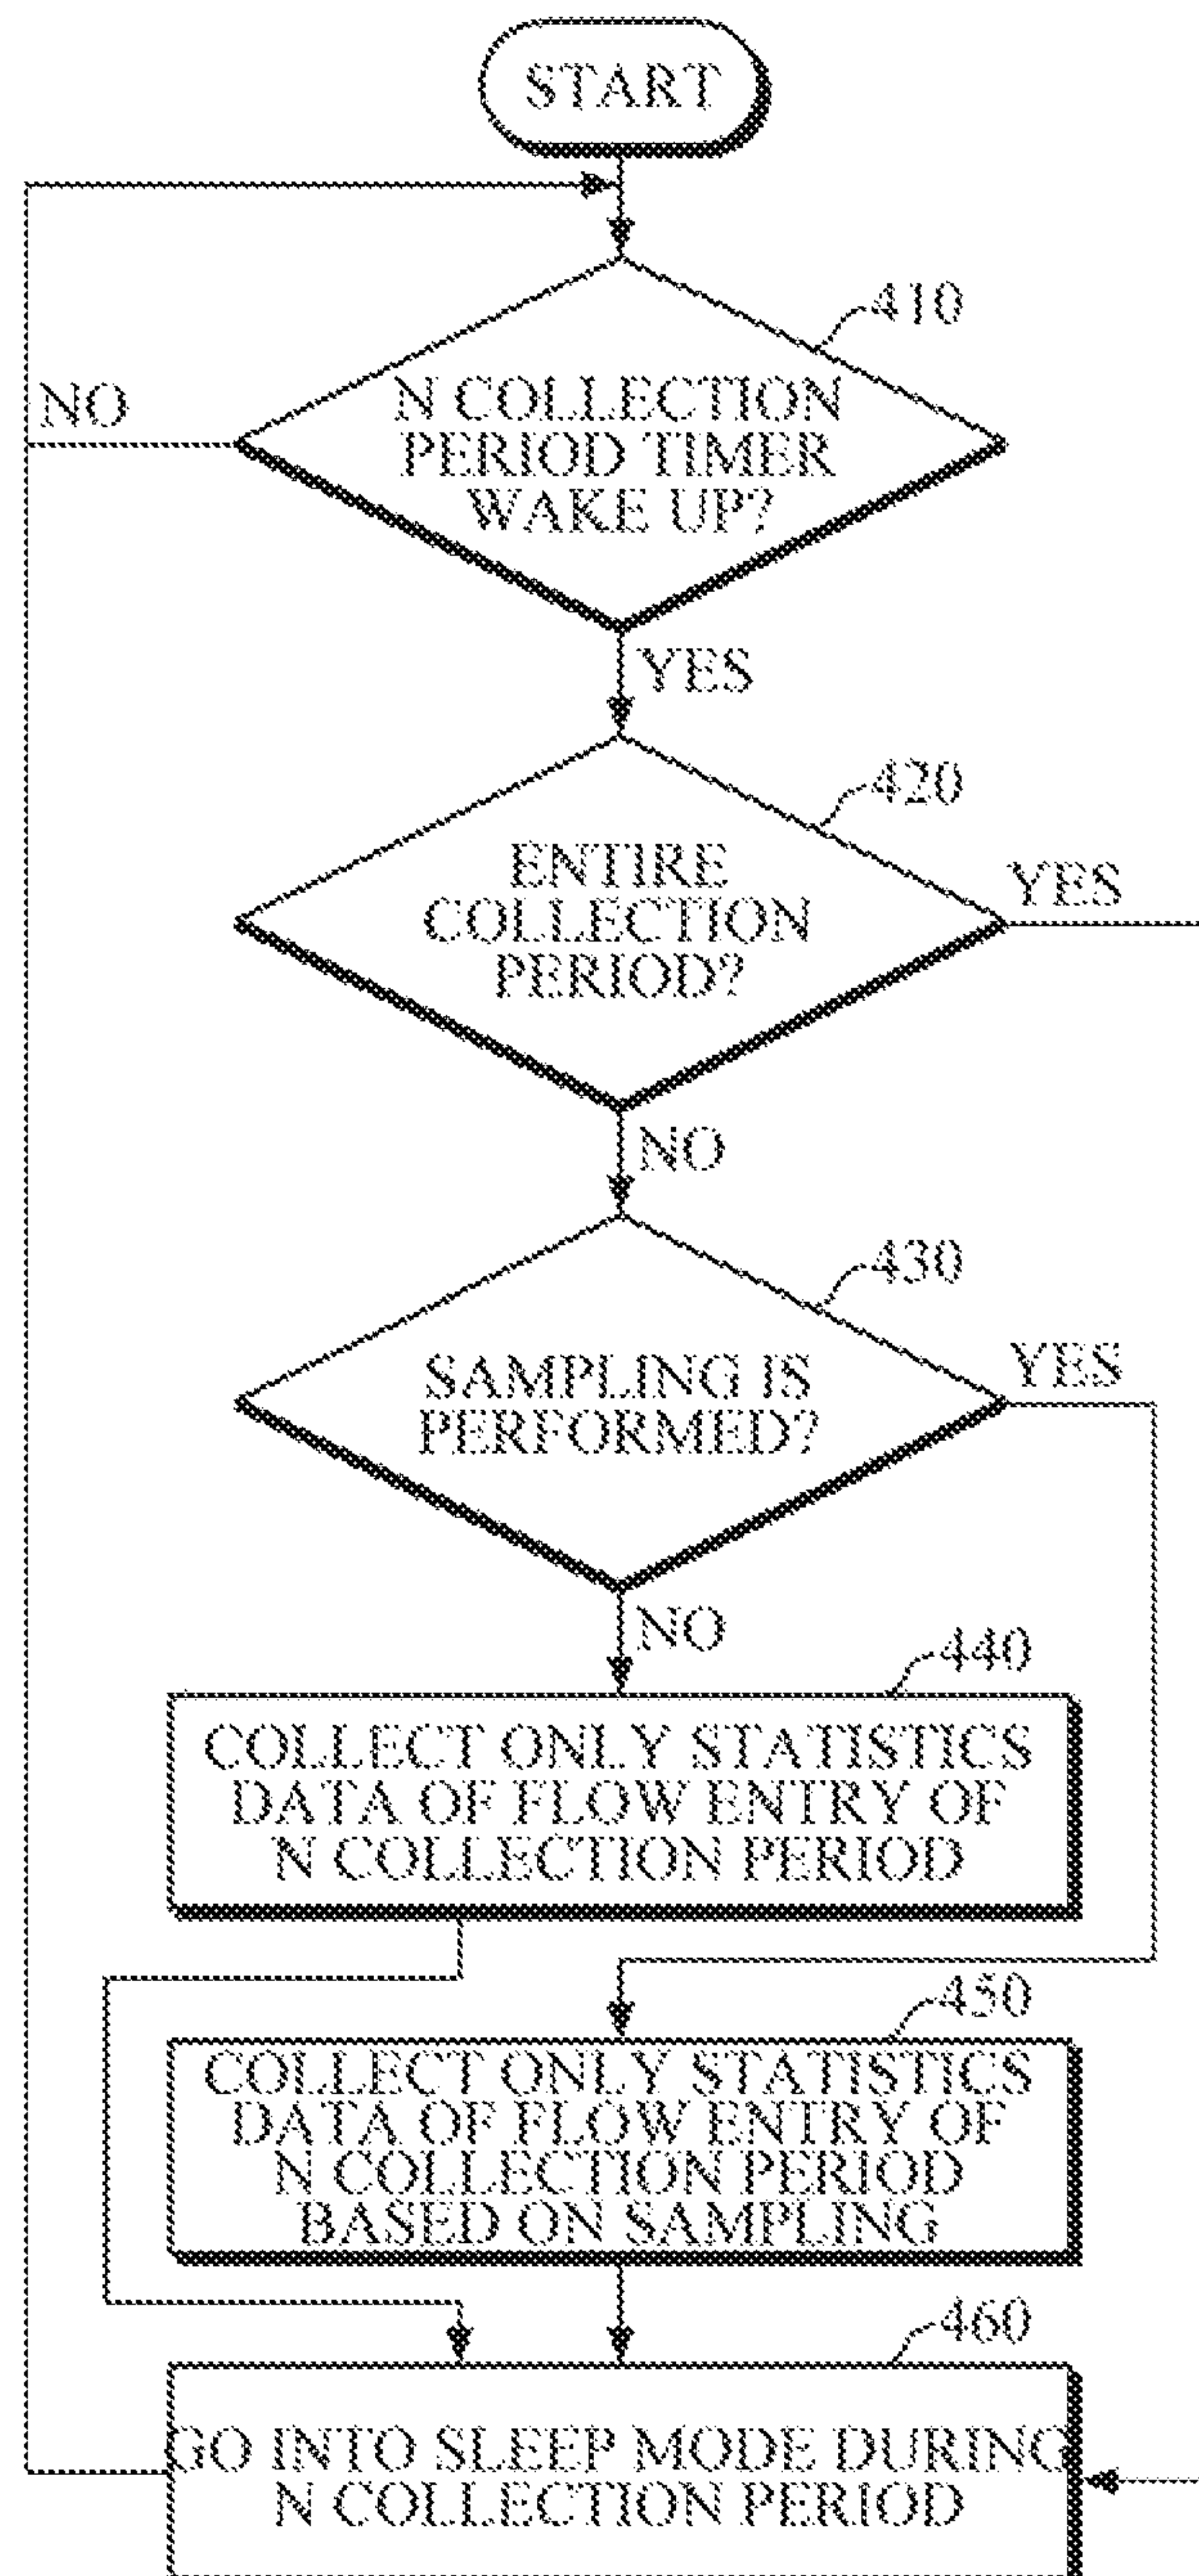 START
410
NO
N COLLECTION
PERIOD TIMER
WAKE UP?
YES
420
ENTIRE
COLLECTION
PERIOD?
YES
NO
430
SAMPLING IS
PERFORMED?
YES
NO
440
COLLECT ONLY STATISTICS
DATA OF FLOW ENTRY OF
N COLLECTION PERIOD
450
COLLECT ONLY STATISTICS
DATA OF FLOW ENTRY OF
N COLLECTION PERIOD
BASED ON SAMPLING
460
GO INTO SLEEP MODE DURING
N COLLECTION PERIOD